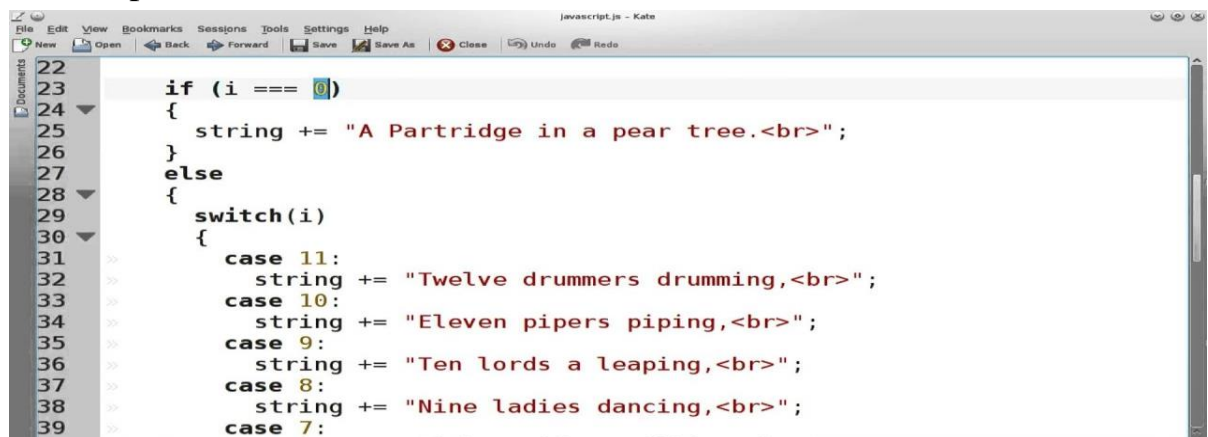 javascript.js – Kate
File Edit View Bookmarks Sessions Tools Settings Help
New Open Back Forward Save Save As Close Undo Redo
Documents
22
23 if (i === 0)
24 {
25 string += "A Partridge in a pear tree.<br>";
26 }
27 else
28 {
29 switch(i)
30 {
31 case 11:
32 string += "Twelve drummers drumming,<br>";
33 case 10:
34 string += "Eleven pipers piping,<br>";
35 case 9:
36 string += "Ten lords a leaping,<br>";
37 case 8:
38 string += "Nine ladies dancing,<br>";
39 case 7: